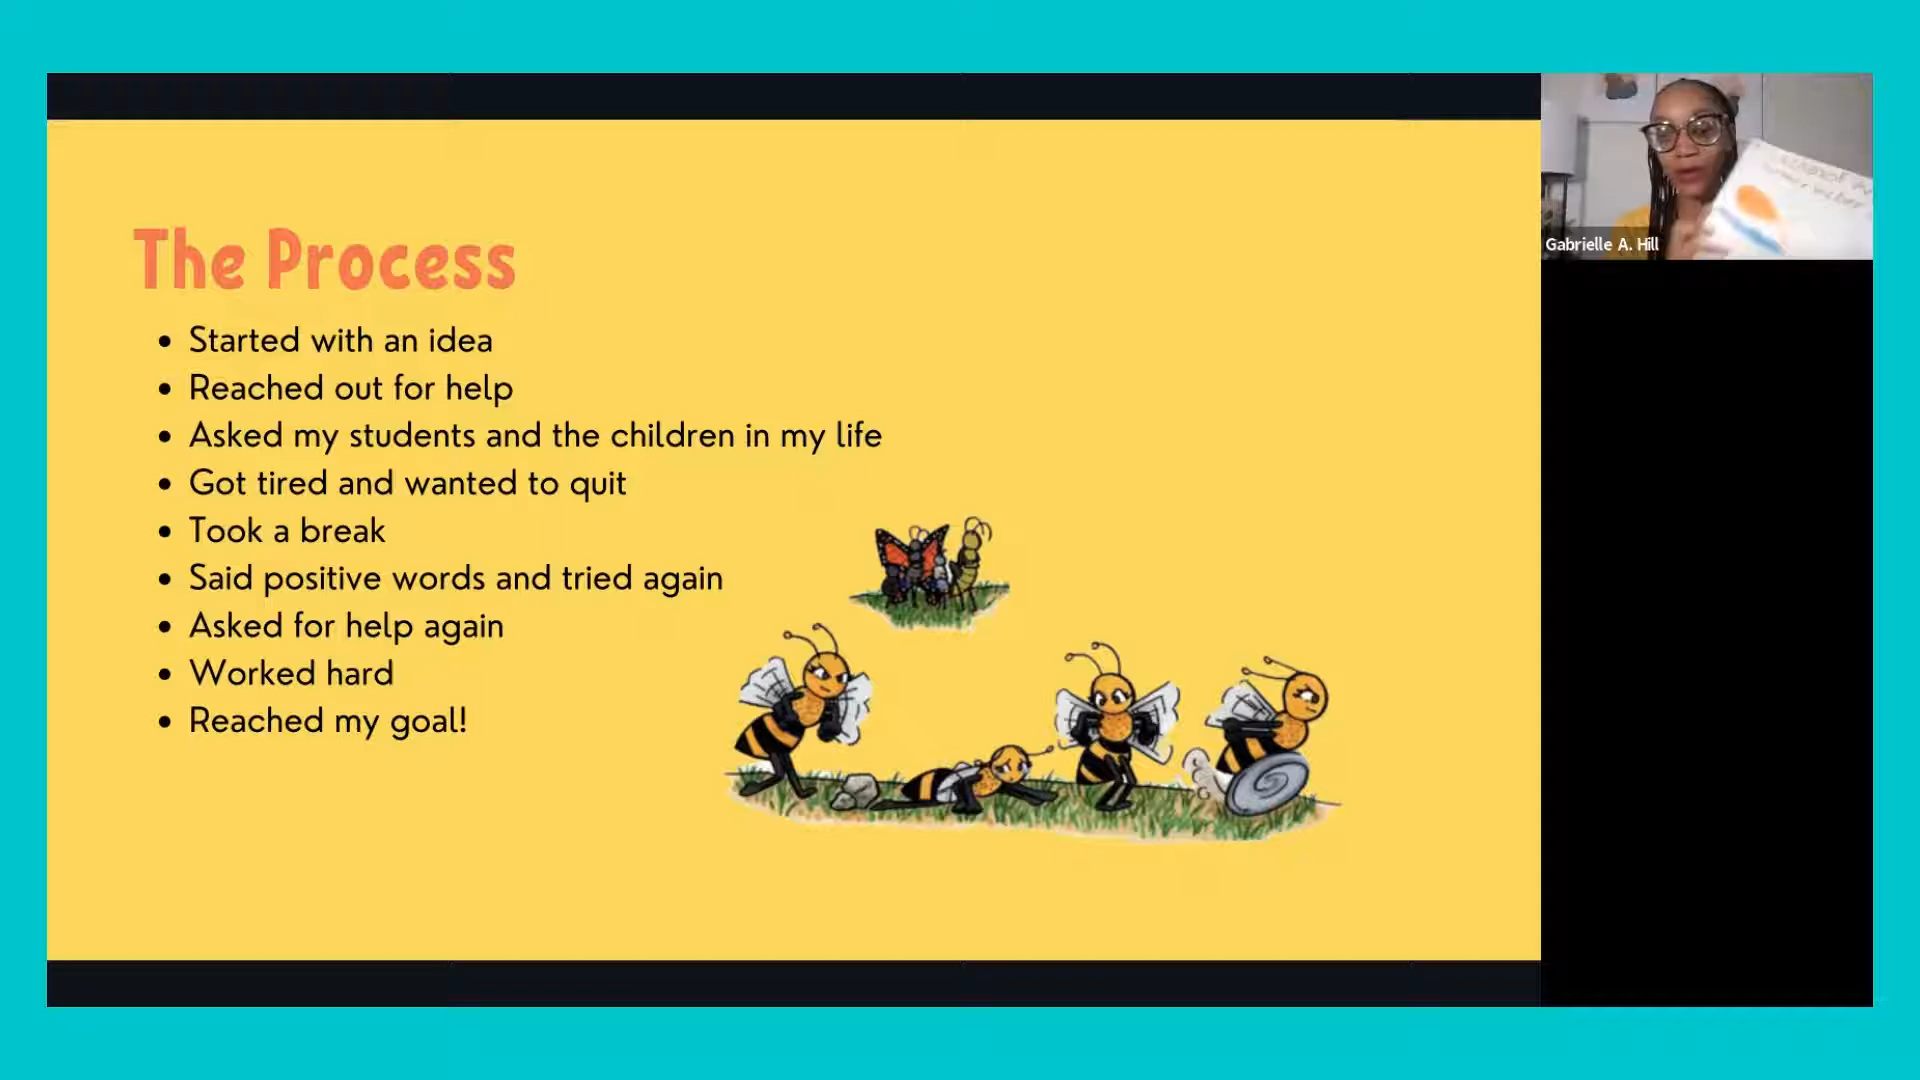 The Process
Started with an idea
Reached out for help
Asked my students and the children in my life
Got tired and wanted to quit
Took a break
Said positive words and tried again
Asked for help again
Worked hard
Reached my goal!
Gabrielle A. Hill